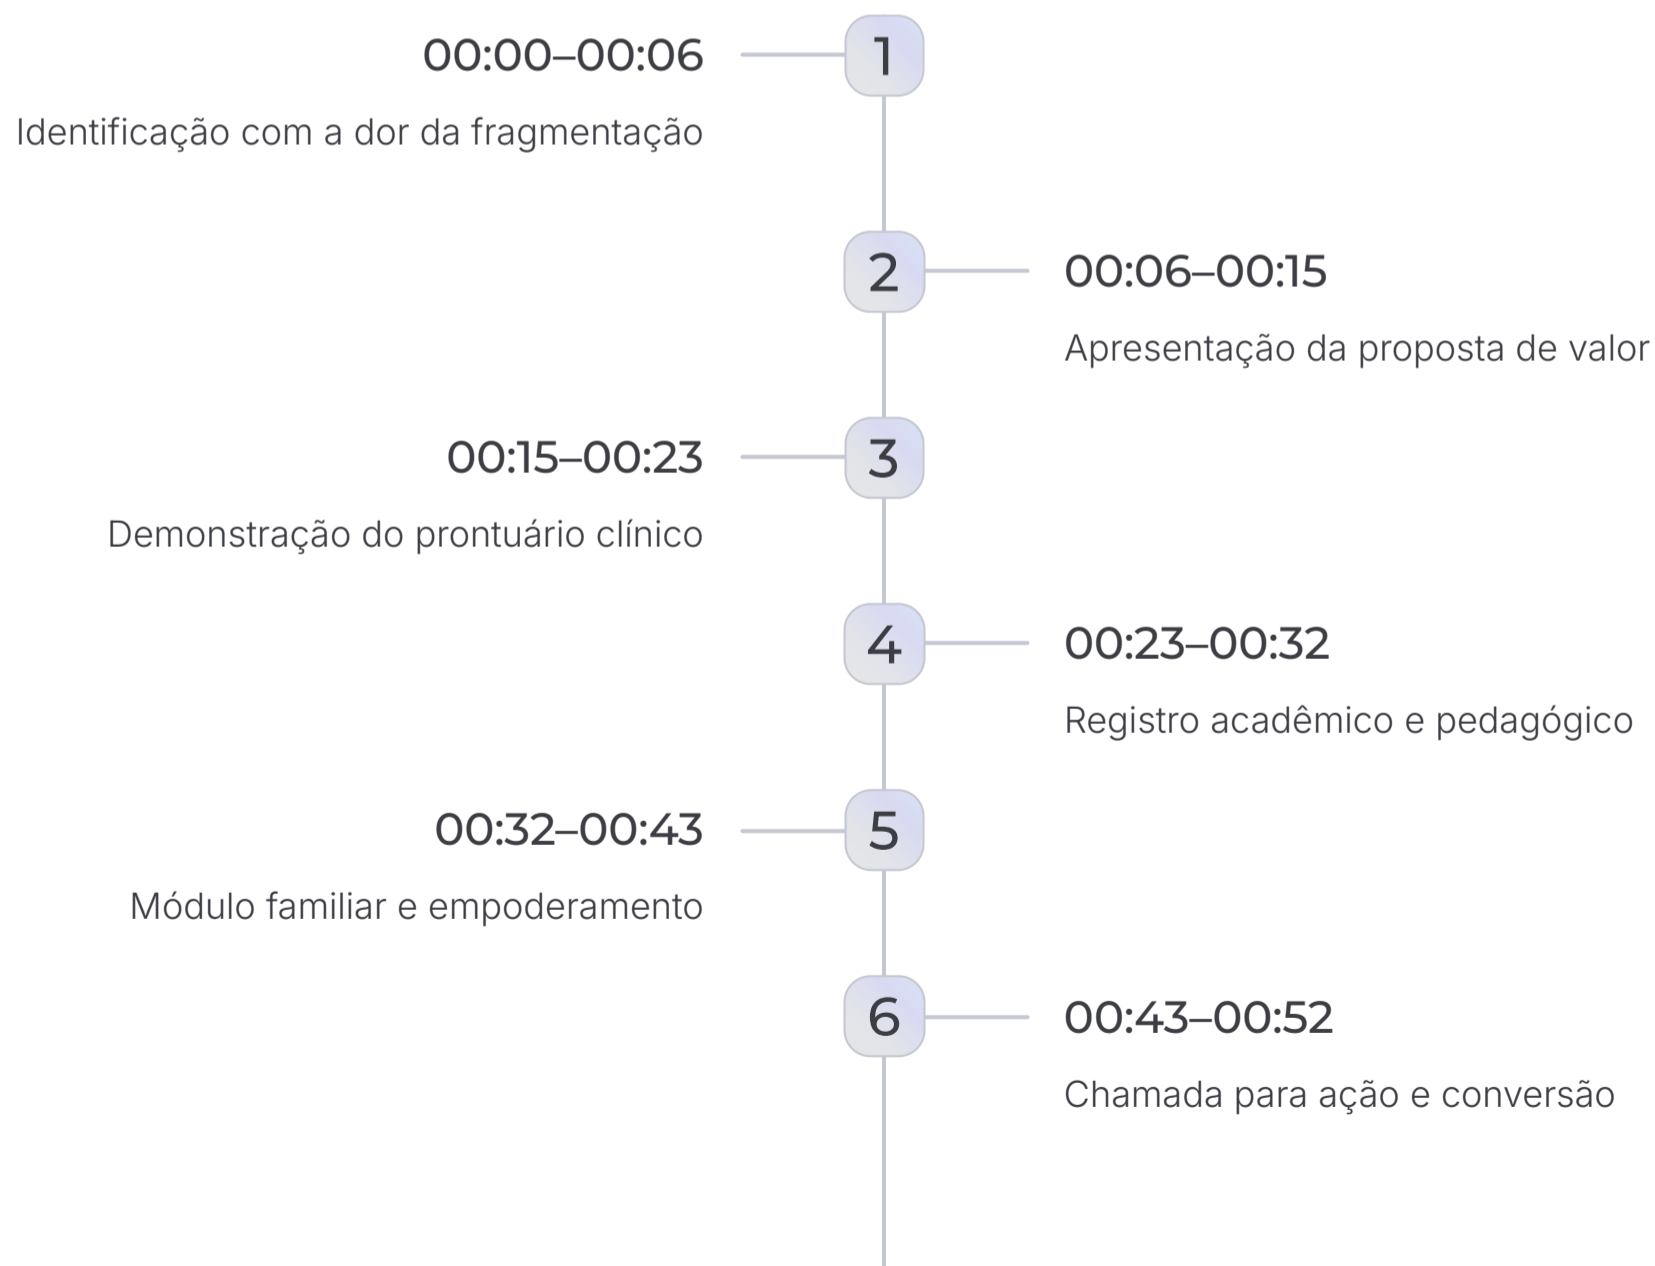 00:00–00:06
1
Identificação com a dor da fragmentação
2
00:06–00:15
Apresentação da proposta de valor
00:15–00:23
3
Demonstração do prontuário clínico
4
00:23–00:32
Registro acadêmico e pedagógico
00:32–00:43
5
Módulo familiar e empoderamento
6
00:43–00:52
Chamada para ação e conversão